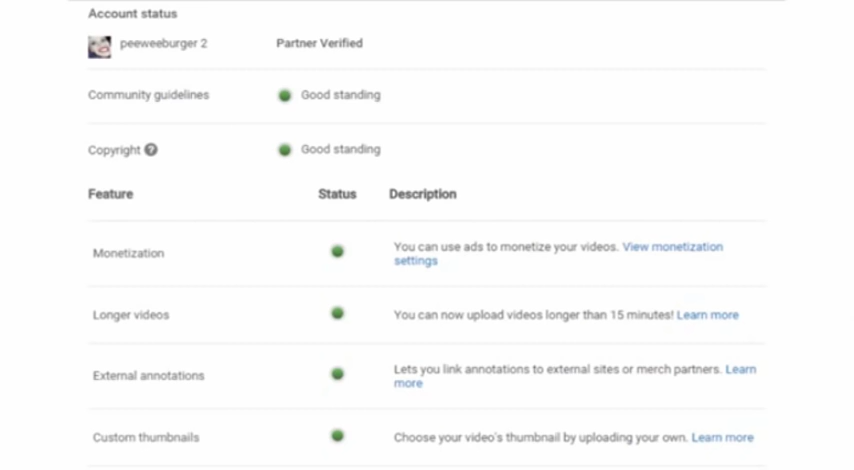 Account status
peeweeburger 2 Partner Verified
Community guidelines Good standing
Copyright ? Good standing
Feature Status Description
Monetization You can use ads to monetize your videos. View monetization
settings
Longer videos You can now upload videos longer than 15 minutes! Learn more
External annotations Lets you link annotations to external sites or merch partners. Learn
more
Custom thumbnails Choose your video's thumbnail by uploading your own. Learn more